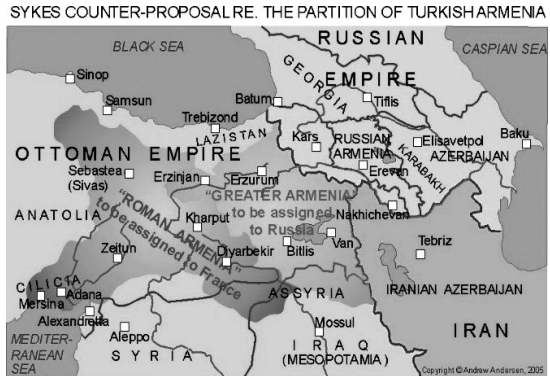 SYKES COUNTER-PROPOSAL RE. THE PARTITION OF TURKISH ARMENIA
BLACK SEA
RUSSIAN
EMPIRE
CASPIAN SEA
GEORGIA
Sinop
Samsun
Trebizond
Batum
Tiflis
LAZISTAN
Kars
RUSSIAN
ARMENIA
Erevan
Elisavetpol
KARABAKH
AZERBAIJAN
Baku
OTTOMAN EMPIRE
Sebastea
(Sivas)
Erzinjan
Erzurum
"GREATER ARMENIA"
to be assigned
to Russia
Nakhichevan
ANATOLIA
"ROMAN ARMENIA"
to be assigned to France
Kharput
Zeitun
Diyarbekir
Bitlis
Van
Tebriz
CILICIA
Mersina
Adana
Alexandretta
ASSYRIA
IRANIAN AZERBAIJAN
Aleppo
Mossul
MEDITER-
RANEAN
SEA
SYRIA
IRAQ
(MESOPOTAMIA)
IRAN
Copyright © Andrew Andersen, 2005